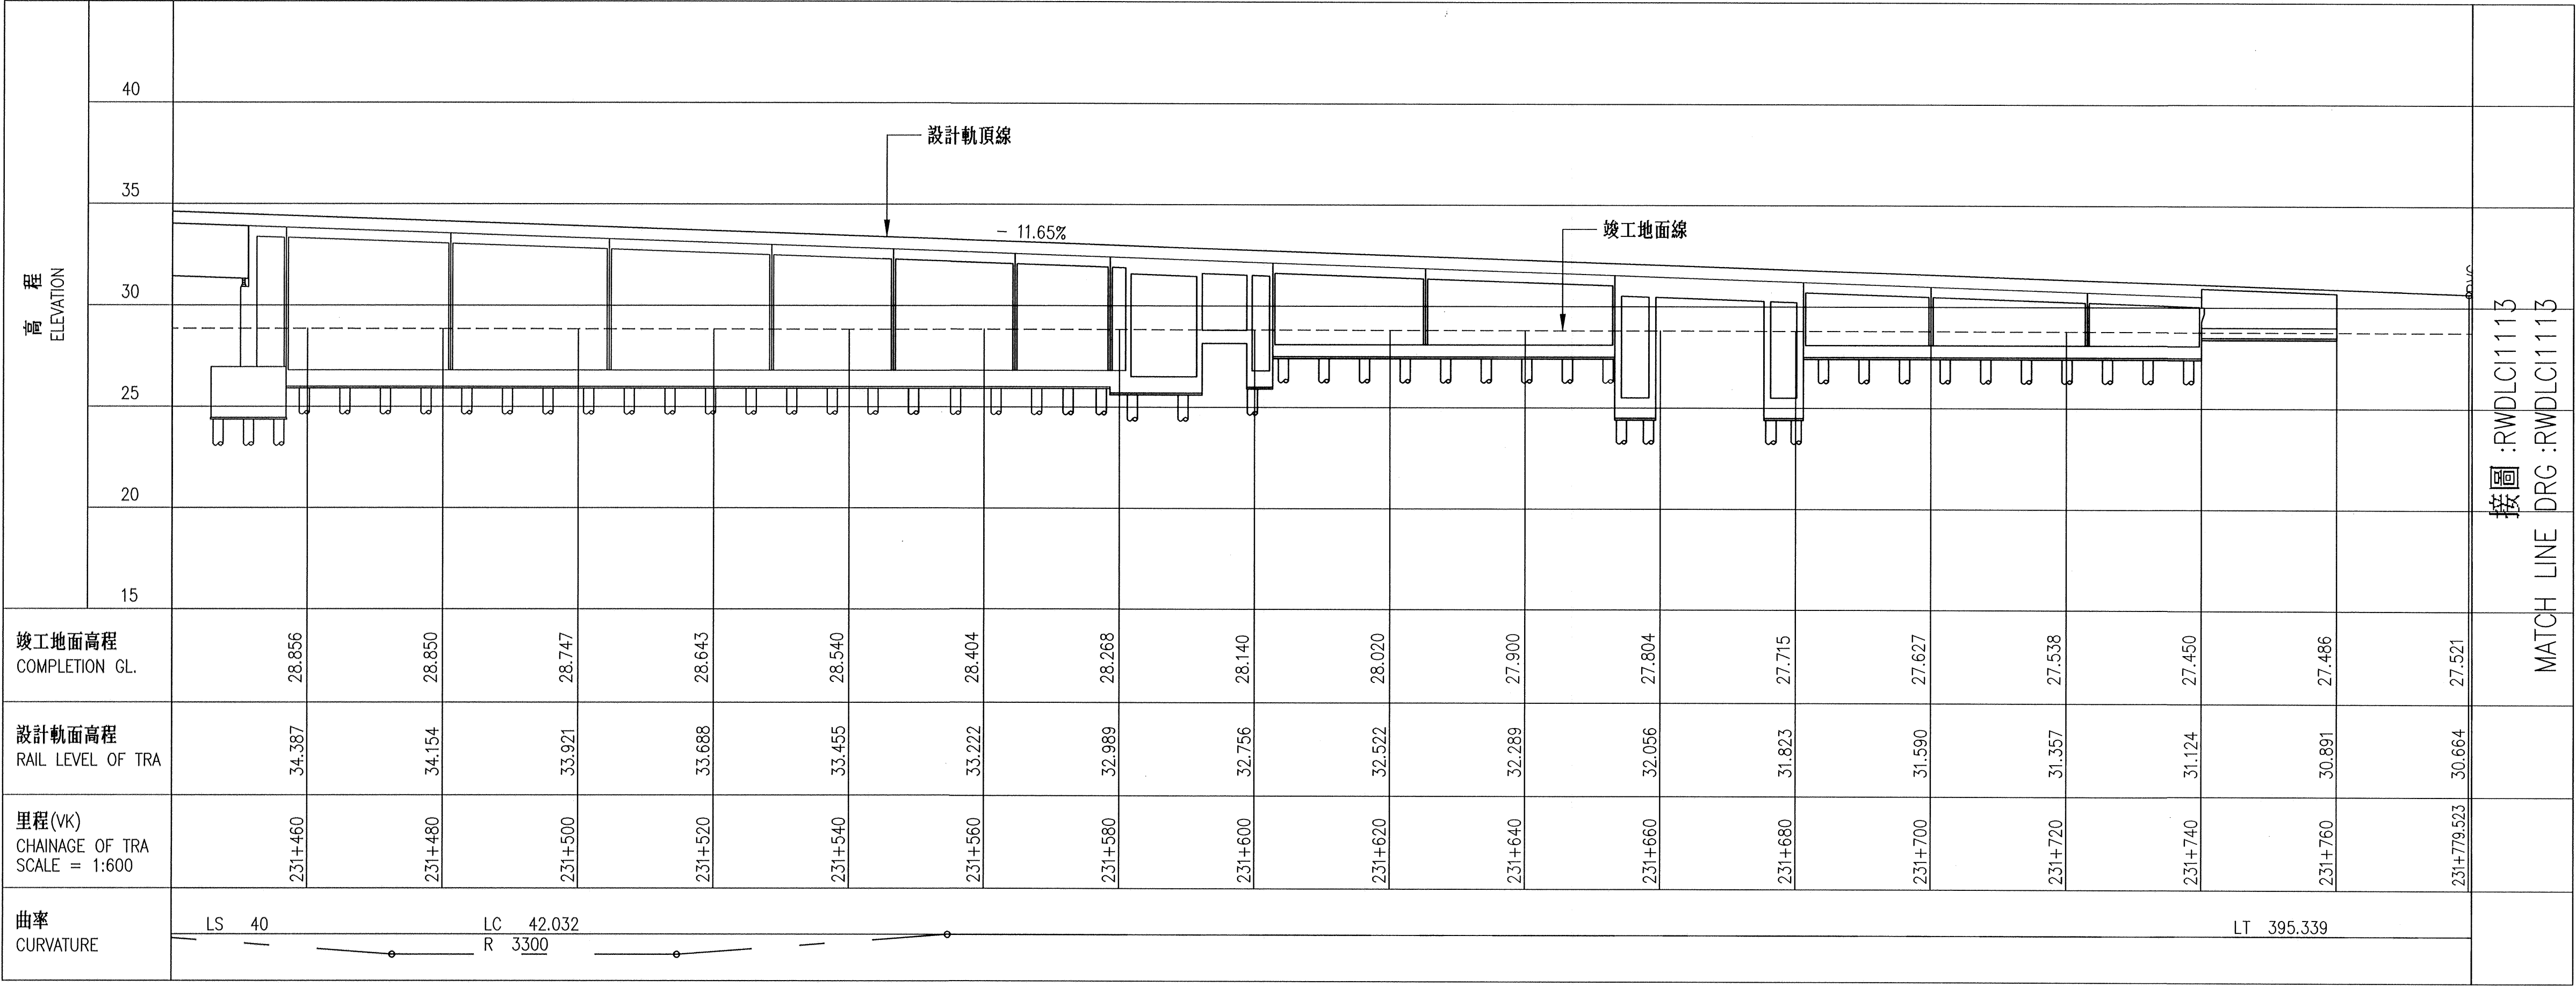 高程
ELEVATION
40
35
30
25
20
15
設計軌頂線
- 11.65%
竣工地面線
接圖 :RWDLCI1113
MATCH LINE DRG :RWDLCI1113
竣工地面高程
COMPLETION GL.
28.856 28.850 28.747 28.643 28.540 28.404 28.268 28.140 28.020 27.900 27.804 27.715 27.627 27.538 27.450 27.486 27.521
設計軌面高程
RAIL LEVEL OF TRA
34.387 34.154 33.921 33.688 33.455 33.222 32.989 32.756 32.522 32.289 32.056 31.823 31.590 31.357 31.124 30.891 30.664
里程(VK)
CHAINAGE OF TRA
SCALE = 1:600
231+460 231+480 231+500 231+520 231+540 231+560 231+580 231+600 231+620 231+640 231+660 231+680 231+700 231+720 231+740 231+760 231+779.523
曲率
CURVATURE
LS 40
LC 42.032
R 3300
LT 395.339